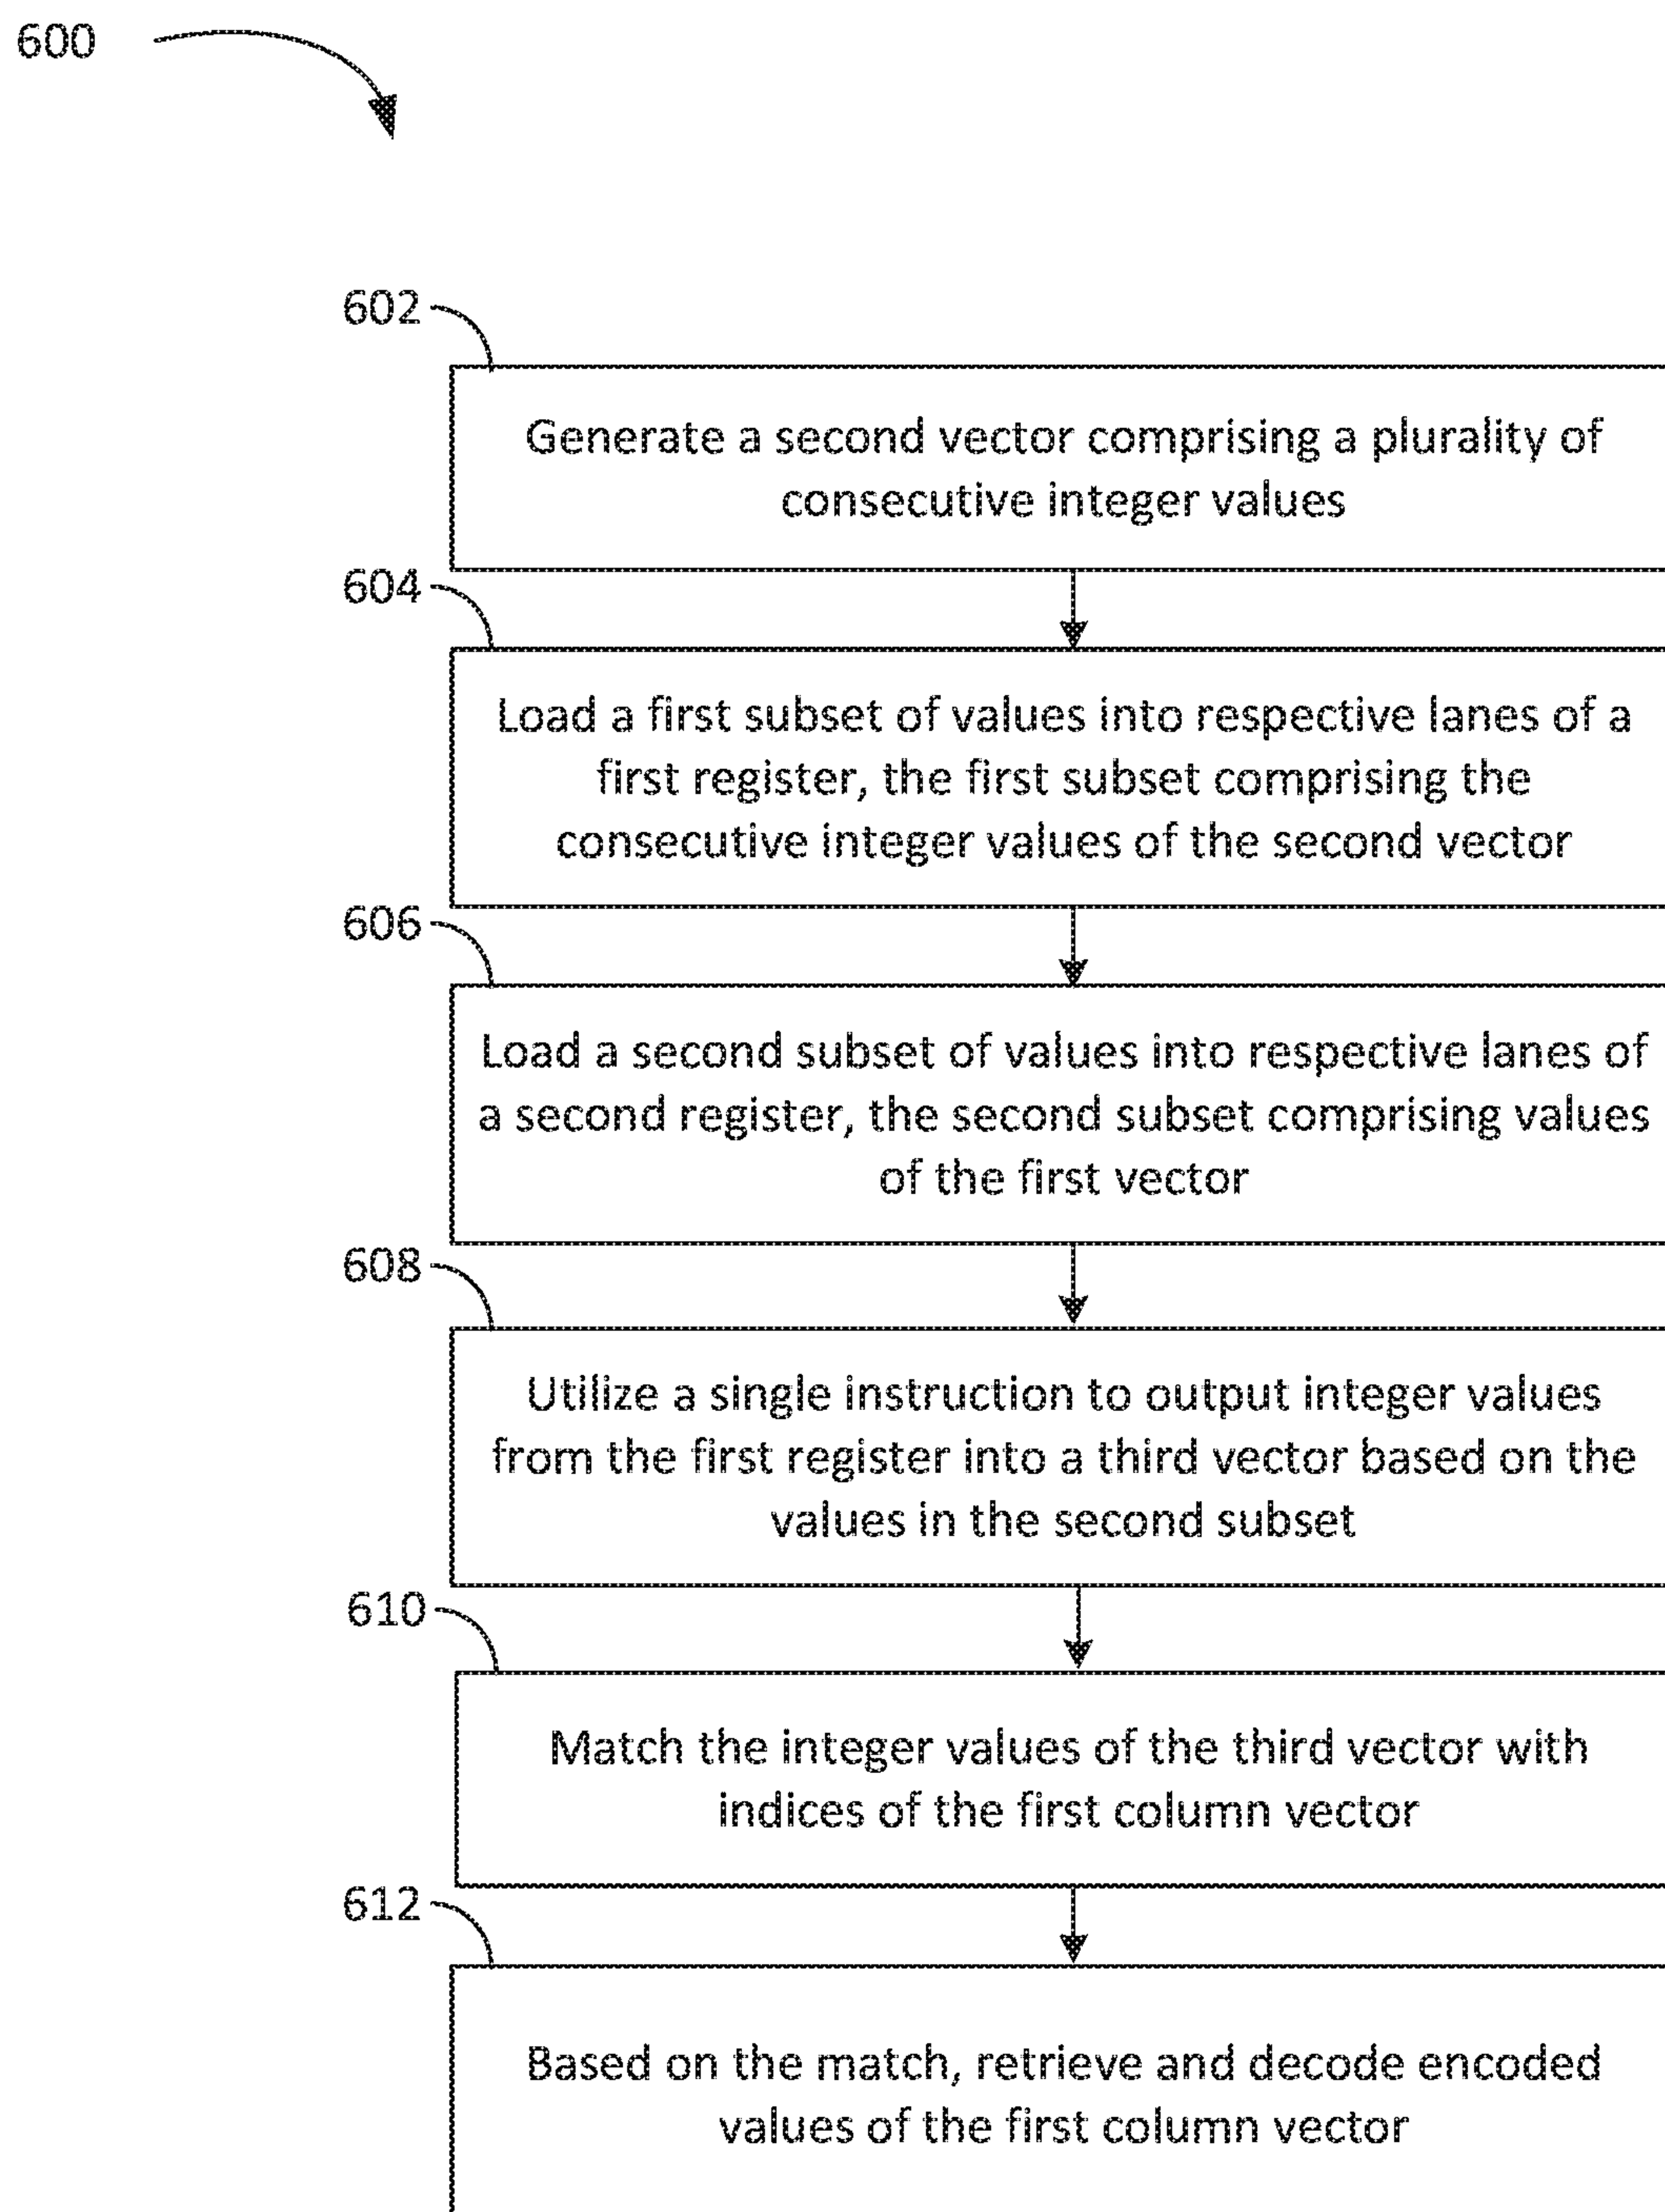 600
602
Generate a second vector comprising a plurality of
consecutive integer values
604
Load a first subset of values into respective lanes of a
first register, the first subset comprising the
consecutive integer values of the second vector
606
Load a second subset of values into respective lanes of
a second register, the second subset comprising values
of the first vector
608
Utilize a single instruction to output integer values
from the first register into a third vector based on the
values in the second subset
610
Match the integer values of the third vector with
indices of the first column vector
612
Based on the match, retrieve and decode encoded
values of the first column vector